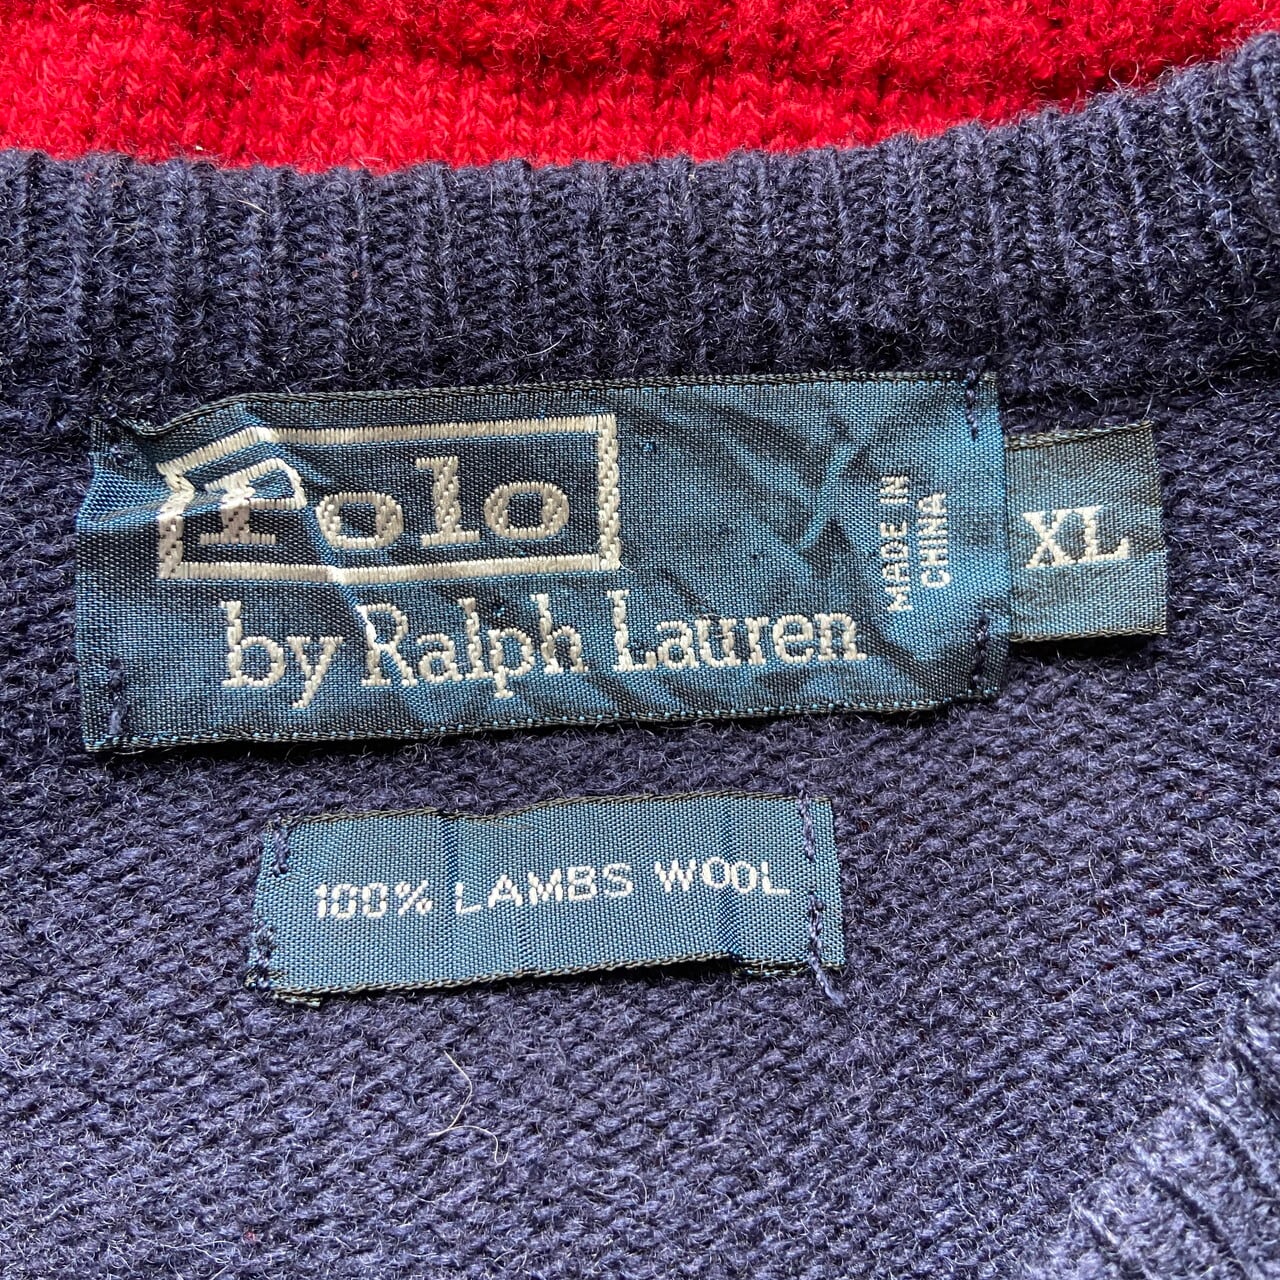 Polo
by Ralph Lauren
MADE IN
CHINA
XL
100% LAMBS WOOL